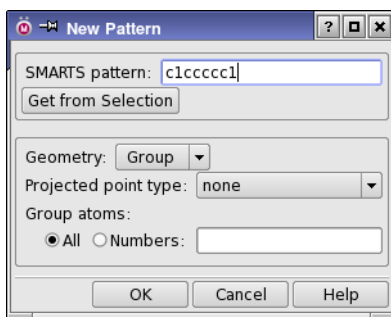 New Pattern
SMARTS pattern: c1ccccc1
Get from Selection
Geometry: Group
Projected point type: none
Group atoms:
All Numbers:
OK Cancel Help